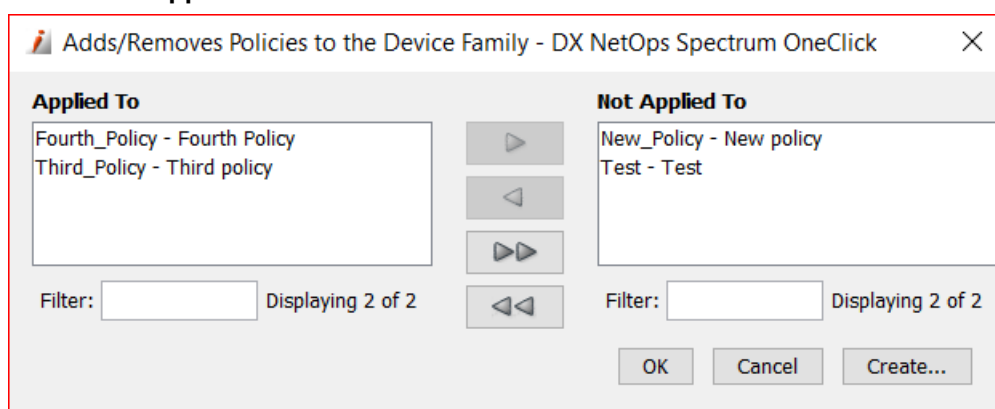 Adds/Removes Policies to the Device Family - DX NetOps Spectrum OneClick
Applied To
Fourth_Policy - Fourth Policy
Third_Policy - Third policy
Filter:
Displaying 2 of 2
Not Applied To
New_Policy - New policy
Test - Test
Filter:
Displaying 2 of 2
OK
Cancel
Create...